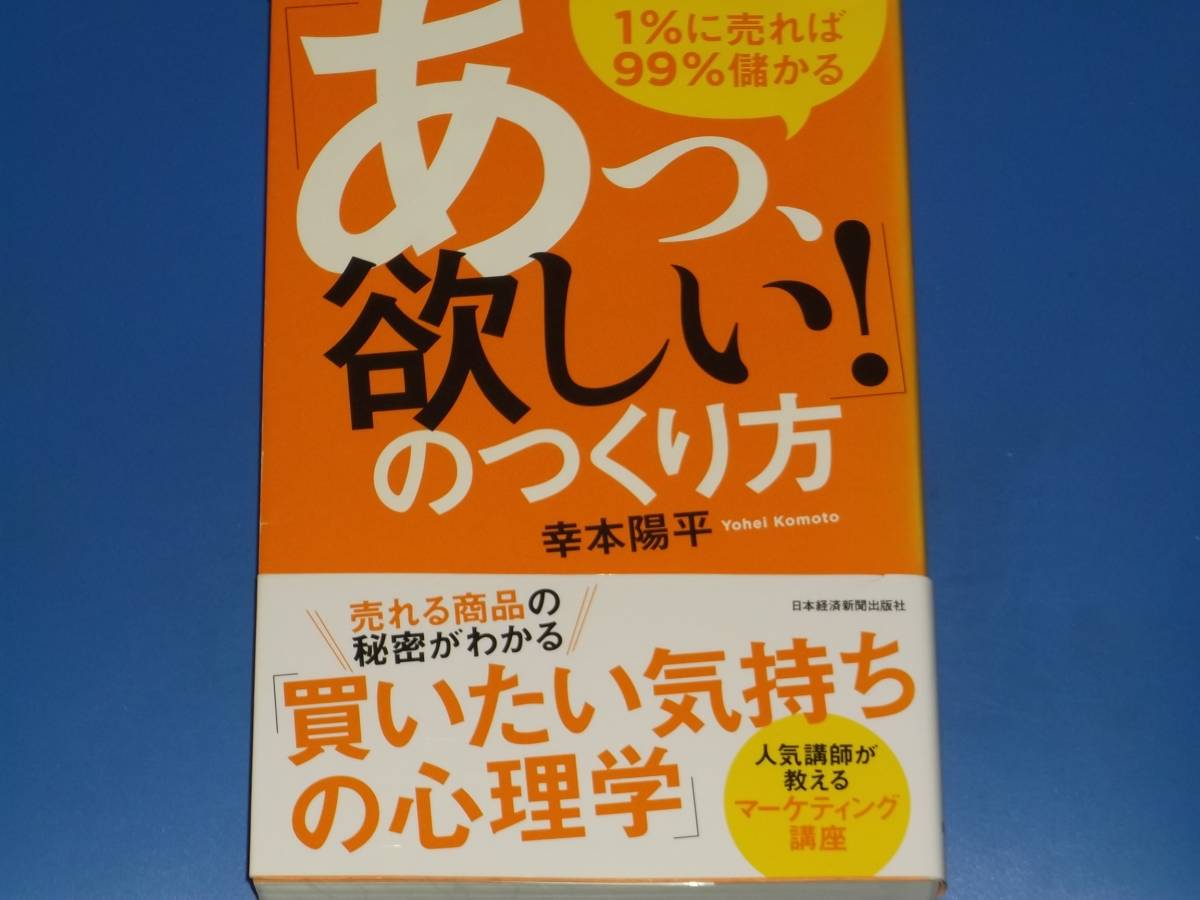 1%に売れば
99%儲かる
「あっ、
欲しい!」
のつくり方
幸本陽平 Yohei Komoto
日本経済新聞出版社
売れる商品の
秘密がわかる
「買いたい気持ち
の心理学」
人気講師が
教える
マーケティング
講座